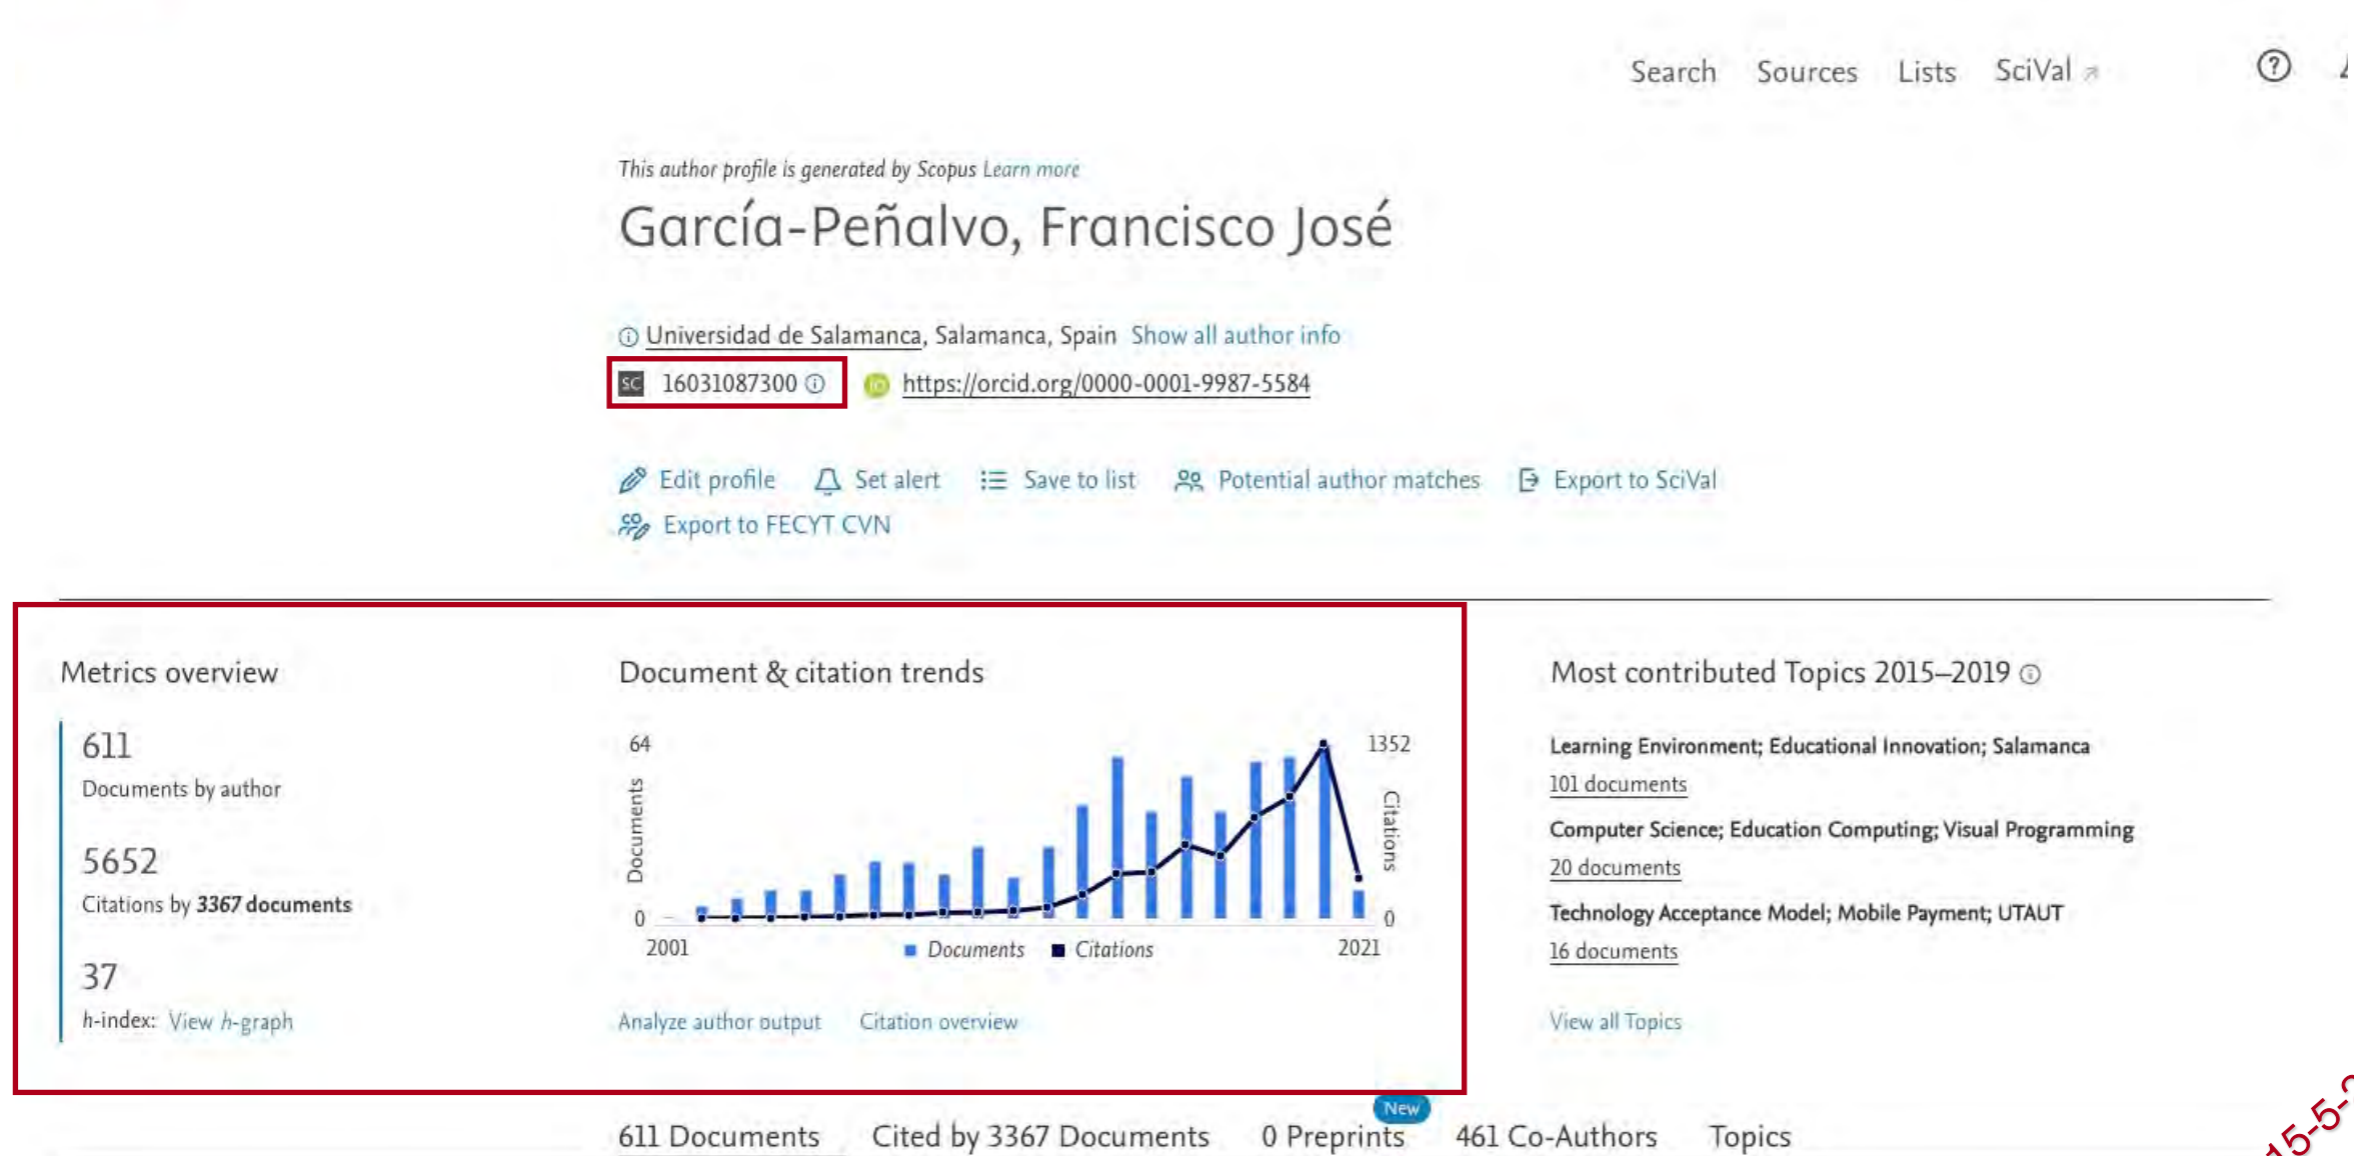 Search Sources Lists SciVal
This author profile is generated by Scopus Learn more
García-Peñalvo, Francisco José
Universidad de Salamanca, Salamanca, Spain Show all author info
SC 16031087300 iD https://orcid.org/0000-0001-9987-5584
Edit profile Set alert Save to list Potential author matches Export to SciVal
Export to FECYT CVN
Metrics overview
611
Documents by author
5652
Citations by 3367 documents
37
h-index: View h-graph
Document & citation trends
64
1352
Documents
Citations
0
0
2001
Documents Citations
2021
Analyze author output Citation overview
Most contributed Topics 2015–2019
Learning Environment; Educational Innovation; Salamanca
101 documents
Computer Science; Education Computing; Visual Programming
20 documents
Technology Acceptance Model; Mobile Payment; UTAUT
16 documents
View all Topics
New
611 Documents Cited by 3367 Documents 0 Preprints 461 Co-Authors Topics